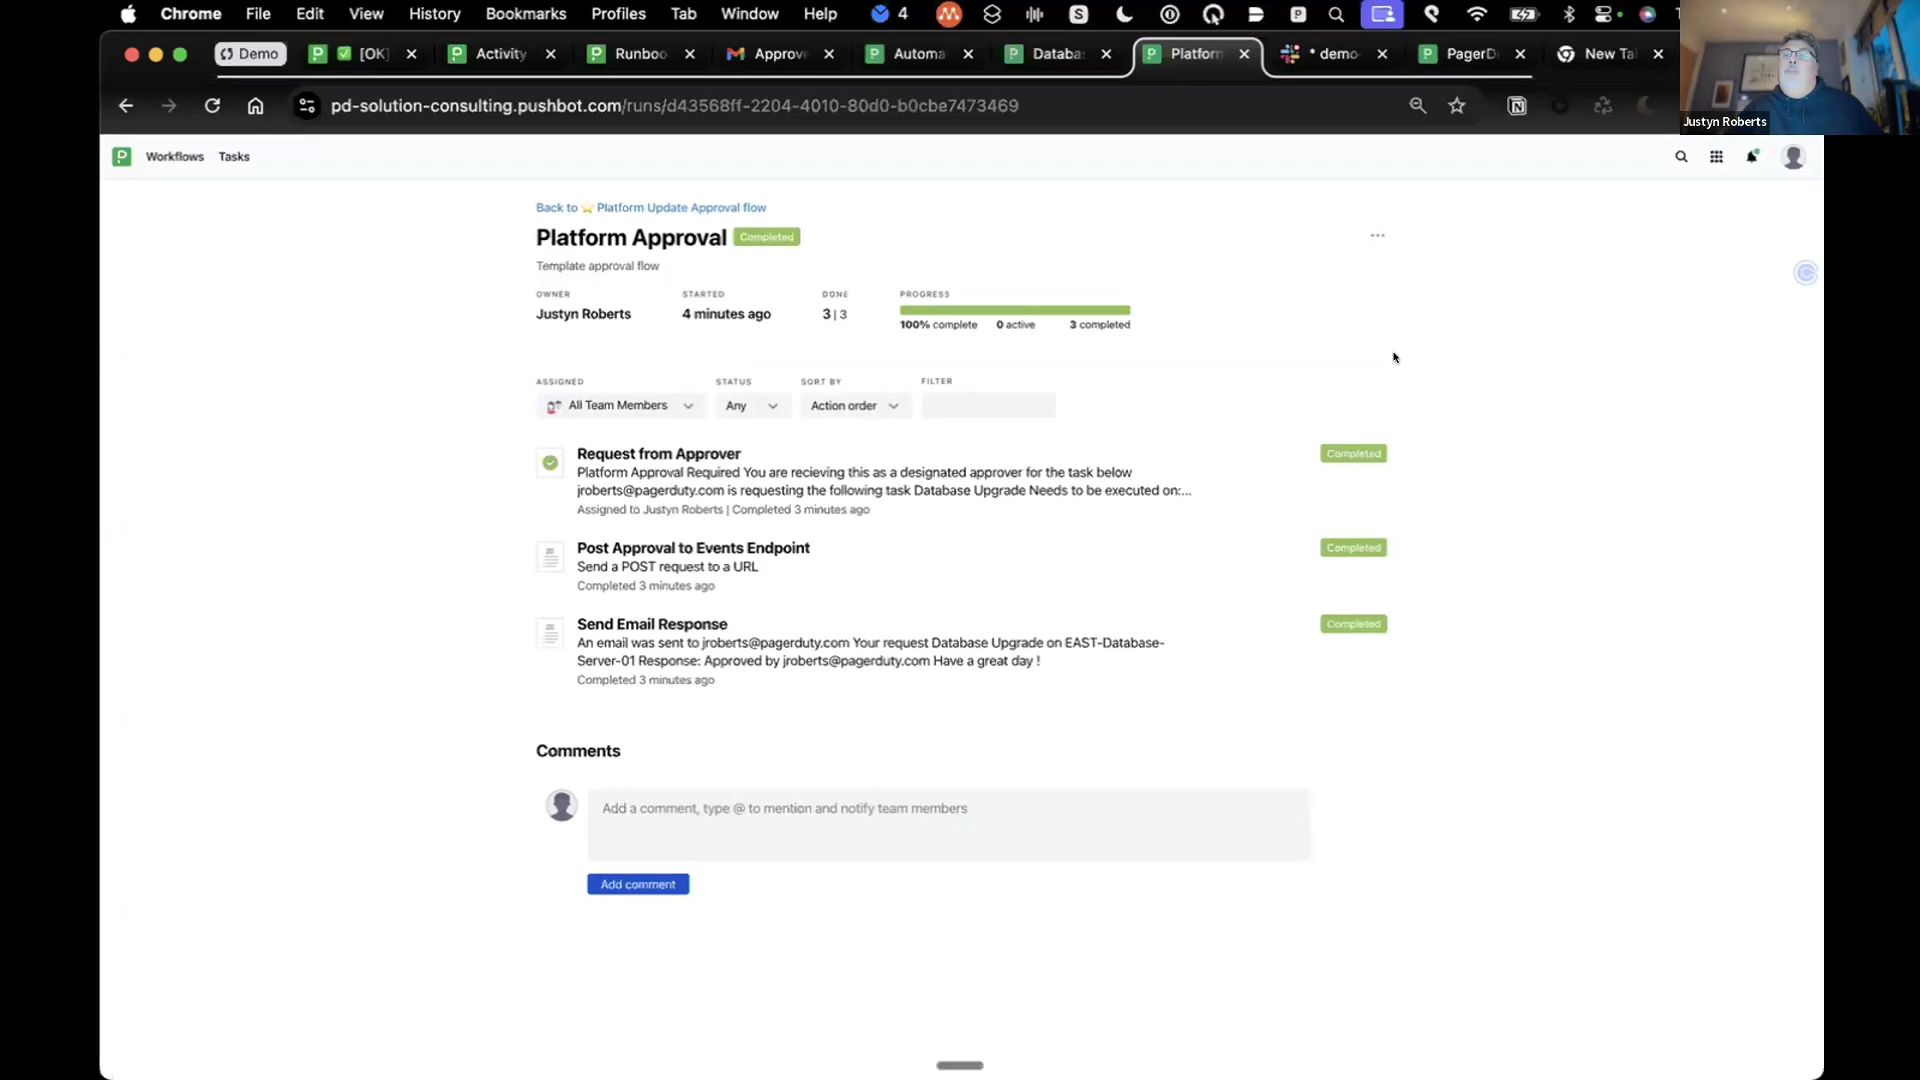 Chrome File Edit View History Bookmarks Profiles Tab Window Help 4
Demo [OK] Activity Runboo Approve Automa Databa: Platform * demo- PagerD New Ta
pd-solution-consulting.pushbot.com/runs/d43568ff-2204-4010-80d0-b0cbe7473469
Justyn Roberts
Workflows Tasks
Back to ⭐ Platform Update Approval flow
Platform Approval Completed
Template approval flow
OWNER STARTED DONE PROGRESS
Justyn Roberts 4 minutes ago 3 | 3
100% complete 0 active 3 completed
ASSIGNED STATUS SORT BY FILTER
All Team Members Any Action order
Request from Approver Completed
Platform Approval Required You are recieving this as a designated approver for the task below
jroberts@pagerduty.com is requesting the following task Database Upgrade Needs to be executed on:...
Assigned to Justyn Roberts | Completed 3 minutes ago
Post Approval to Events Endpoint Completed
Send a POST request to a URL
Completed 3 minutes ago
Send Email Response Completed
An email was sent to jroberts@pagerduty.com Your request Database Upgrade on EAST-Database-
Server-01 Response: Approved by jroberts@pagerduty.com Have a great day !
Completed 3 minutes ago
Comments
Add a comment, type @ to mention and notify team members
Add comment